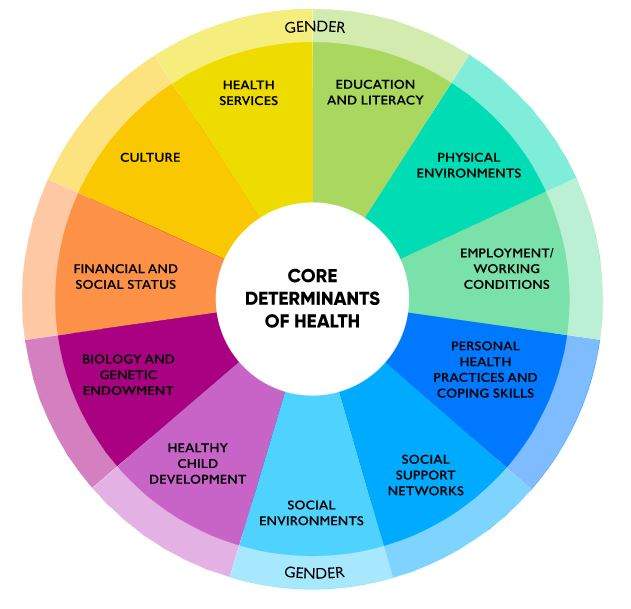 GENDER
HEALTH
SERVICES
EDUCATION
AND LITERACY
PHYSICAL
ENVIRONMENTS
EMPLOYMENT/
WORKING
CONDITIONS
PERSONAL
HEALTH
PRACTICES AND
COPING SKILLS
SOCIAL
SUPPORT
NETWORKS
SOCIAL
ENVIRONMENTS
HEALTHY
CHILD
DEVELOPMENT
BIOLOGY AND
GENETIC
ENDOWMENT
FINANCIAL AND
SOCIAL STATUS
CULTURE
CORE
DETERMINANTS
OF HEALTH
GENDER